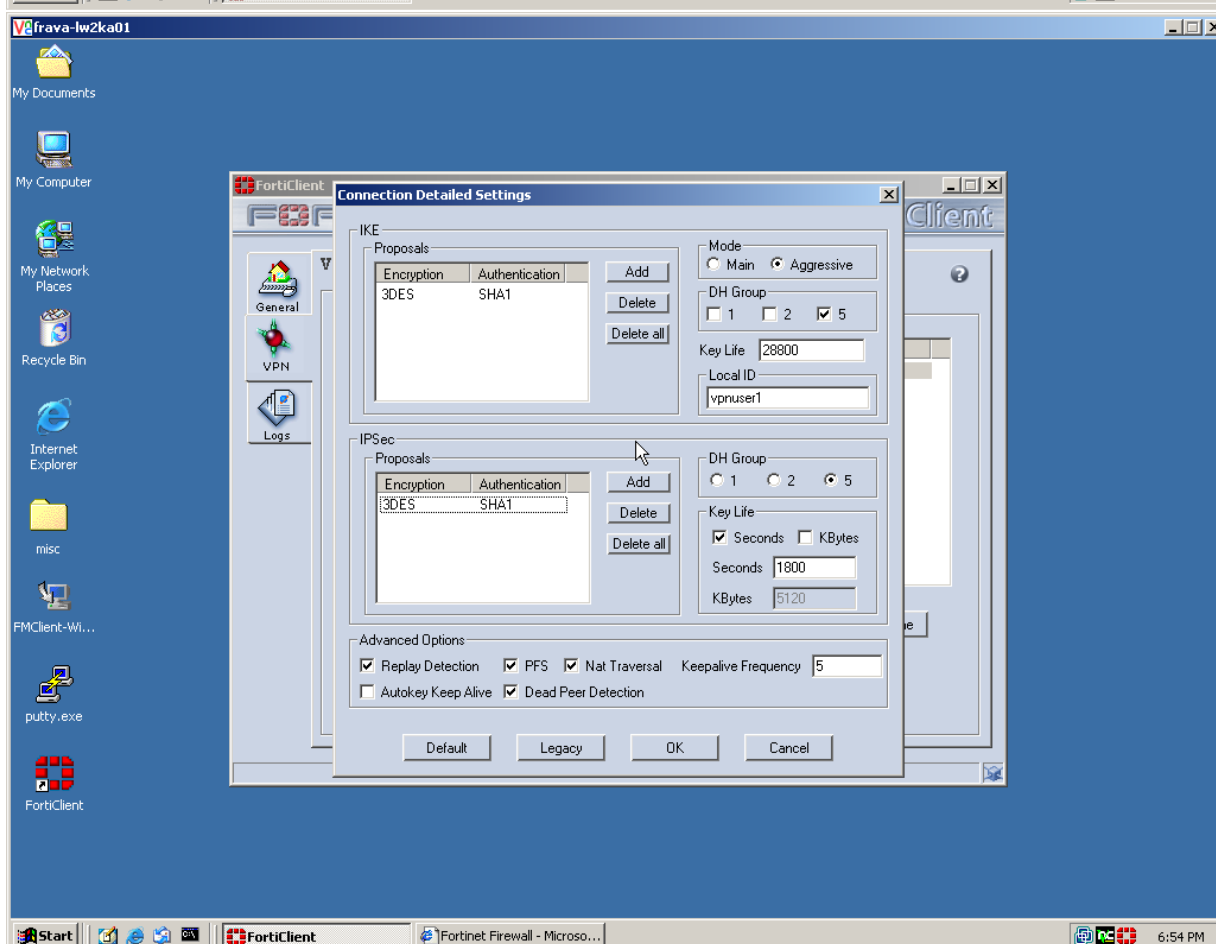 frava-lw2ka01
My Documents
My Computer
My Network
Places
Recycle Bin
Internet
Explorer
misc
FMClient-Wi...
putty.exe
FortiClient
FortiClient
Client
General
VPN
Logs
V
Connection Detailed Settings
IKE
Proposals
Encryption Authentication
3DES SHA1
Add
Delete
Delete all
Mode
Main Aggressive
DH Group
1 2 5
Key Life 28800
Local ID
vpnuser1
IPSec
Proposals
Encryption Authentication
3DES SHA1
Add
Delete
Delete all
DH Group
1 2 5
Key Life
Seconds KBytes
Seconds 1800
KBytes 5120
Advanced Options
Replay Detection PFS Nat Traversal Keepalive Frequency 5
Autokey Keep Alive Dead Peer Detection
Default Legacy OK Cancel
Start FortiClient Fortinet Firewall - Microso... 6:54 PM